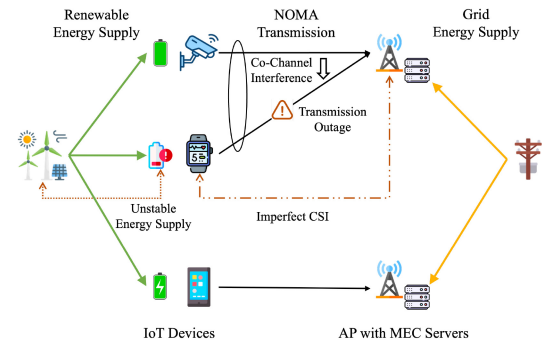 Renewable
Energy Supply
NOMA
Transmission
Grid
Energy Supply
Co-Channel
Interference
Transmission
Outage
5
Unstable
Energy Supply
Imperfect CSI
IoT Devices
AP with MEC Servers